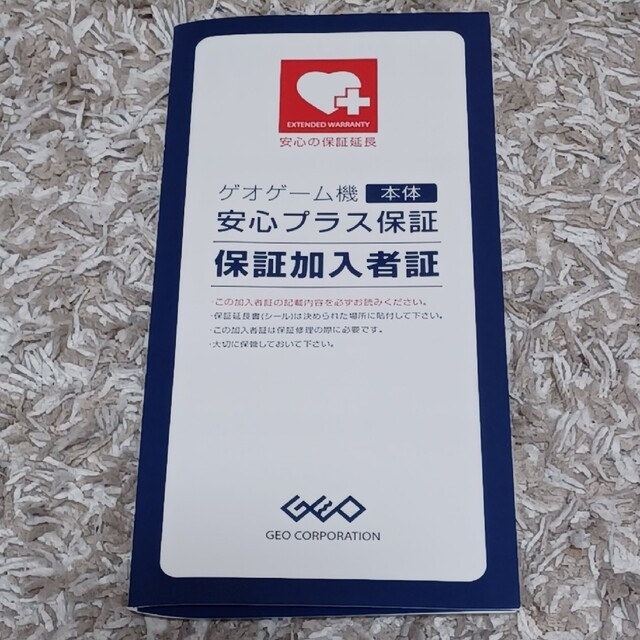 EXTENDED WARRANTY
安心の保証延長
ゲオゲーム機 本体
安心プラス保証
保証加入者証
・この加入者証の記載内容を必ずお読みください。
・保証延長書(シール)は決められた場所に貼付して下さい。
・この加入者証は保証修理の際に必要です。
・大切に保管しておいて下さい。
GEO
GEO CORPORATION